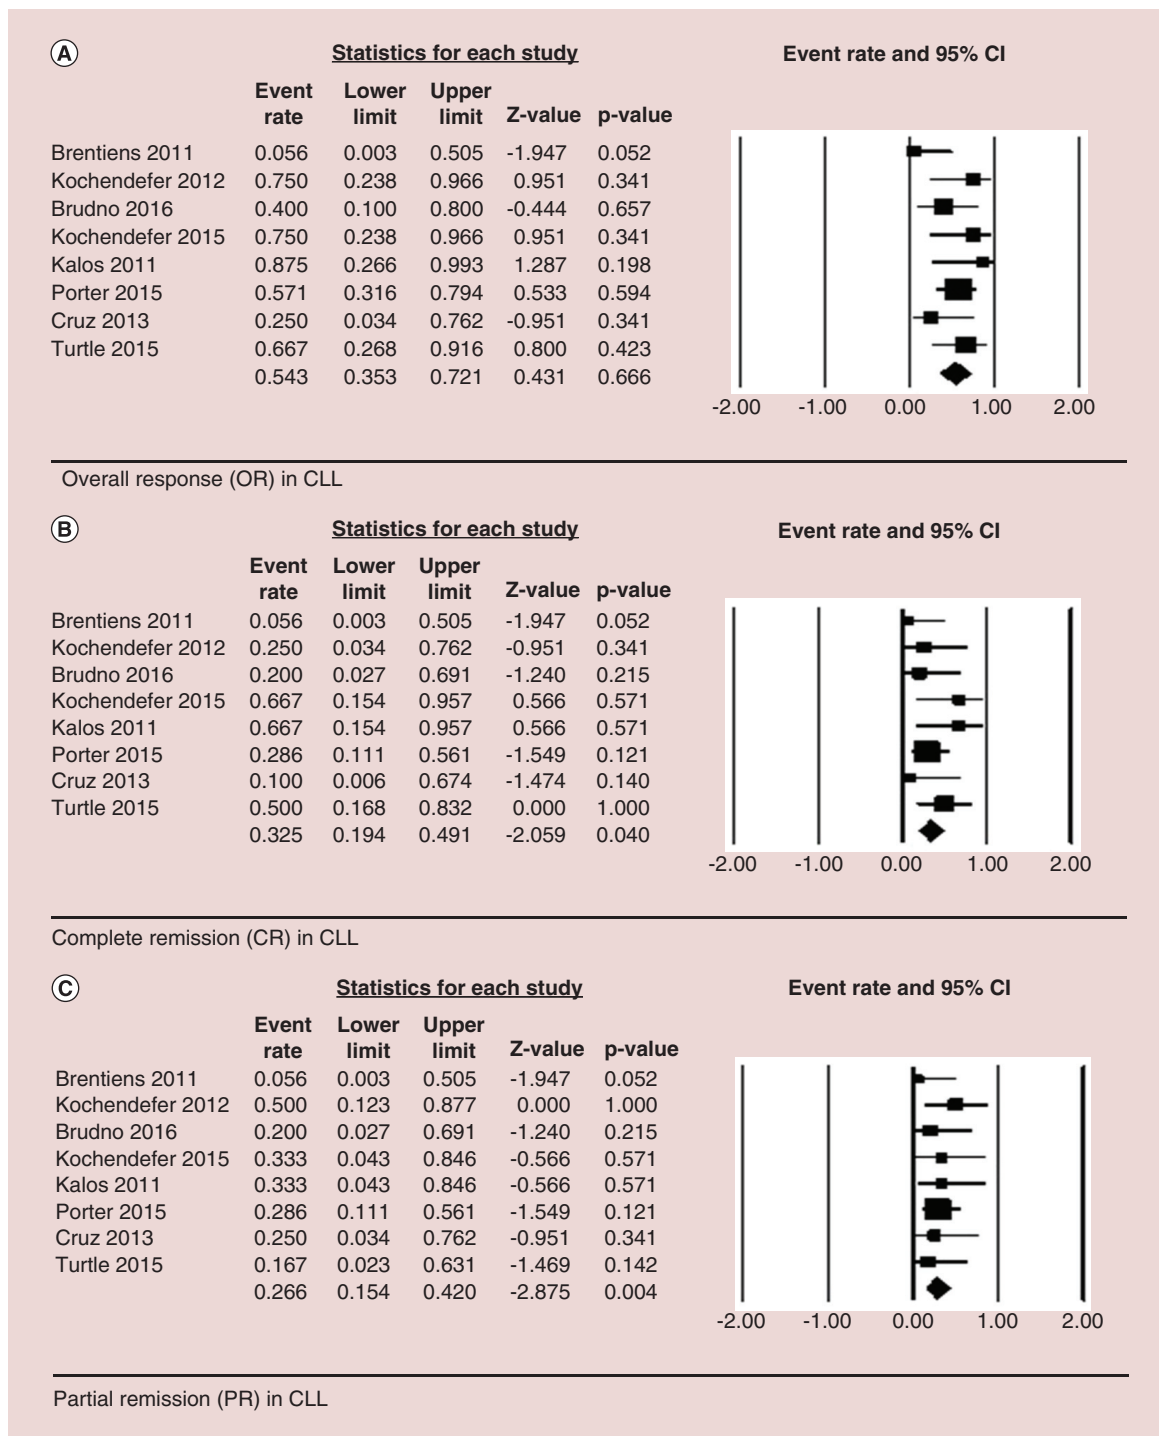 A
Statistics for each study Event rate and 95% CI
Event Lower Upper
rate limit limit Z-value p-value
Brentiens 2011 0.056 0.003 0.505 -1.947 0.052
Kochendefer 2012 0.750 0.238 0.966 0.951 0.341
Brudno 2016 0.400 0.100 0.800 -0.444 0.657
Kochendefer 2015 0.750 0.238 0.966 0.951 0.341
Kalos 2011 0.875 0.266 0.993 1.287 0.198
Porter 2015 0.571 0.316 0.794 0.533 0.594
Cruz 2013 0.250 0.034 0.762 -0.951 0.341
Turtle 2015 0.667 0.268 0.916 0.800 0.423
0.543 0.353 0.721 0.431 0.666
-2.00 -1.00 0.00 1.00 2.00
Overall response (OR) in CLL
B
Statistics for each study Event rate and 95% CI
Event Lower Upper
rate limit limit Z-value p-value
Brentiens 2011 0.056 0.003 0.505 -1.947 0.052
Kochendefer 2012 0.250 0.034 0.762 -0.951 0.341
Brudno 2016 0.200 0.027 0.691 -1.240 0.215
Kochendefer 2015 0.667 0.154 0.957 0.566 0.571
Kalos 2011 0.667 0.154 0.957 0.566 0.571
Porter 2015 0.286 0.111 0.561 -1.549 0.121
Cruz 2013 0.100 0.006 0.674 -1.474 0.140
Turtle 2015 0.500 0.168 0.832 0.000 1.000
0.325 0.194 0.491 -2.059 0.040
-2.00 -1.00 0.00 1.00 2.00
Complete remission (CR) in CLL
C
Statistics for each study Event rate and 95% CI
Event Lower Upper
rate limit limit Z-value p-value
Brentiens 2011 0.056 0.003 0.505 -1.947 0.052
Kochendefer 2012 0.500 0.123 0.877 0.000 1.000
Brudno 2016 0.200 0.027 0.691 -1.240 0.215
Kochendefer 2015 0.333 0.043 0.846 -0.566 0.571
Kalos 2011 0.333 0.043 0.846 -0.566 0.571
Porter 2015 0.286 0.111 0.561 -1.549 0.121
Cruz 2013 0.250 0.034 0.762 -0.951 0.341
Turtle 2015 0.167 0.023 0.631 -1.469 0.142
0.266 0.154 0.420 -2.875 0.004
-2.00 -1.00 0.00 1.00 2.00
Partial remission (PR) in CLL